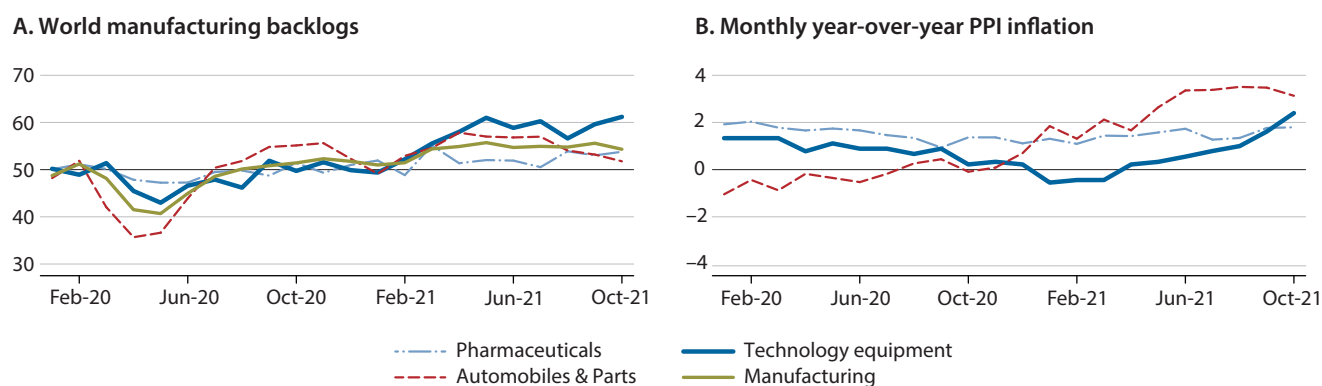 A. World manufacturing backlogs
70
60
50
40
30
Feb-20 Jun-20 Oct-20 Feb-21 Jun-21 Oct-21
B. Monthly year-over-year PPI inflation
4
2
0
−2
−4
Feb-20 Jun-20 Oct-20 Feb-21 Jun-21 Oct-21
Pharmaceuticals Technology equipment
Automobiles & Parts Manufacturing